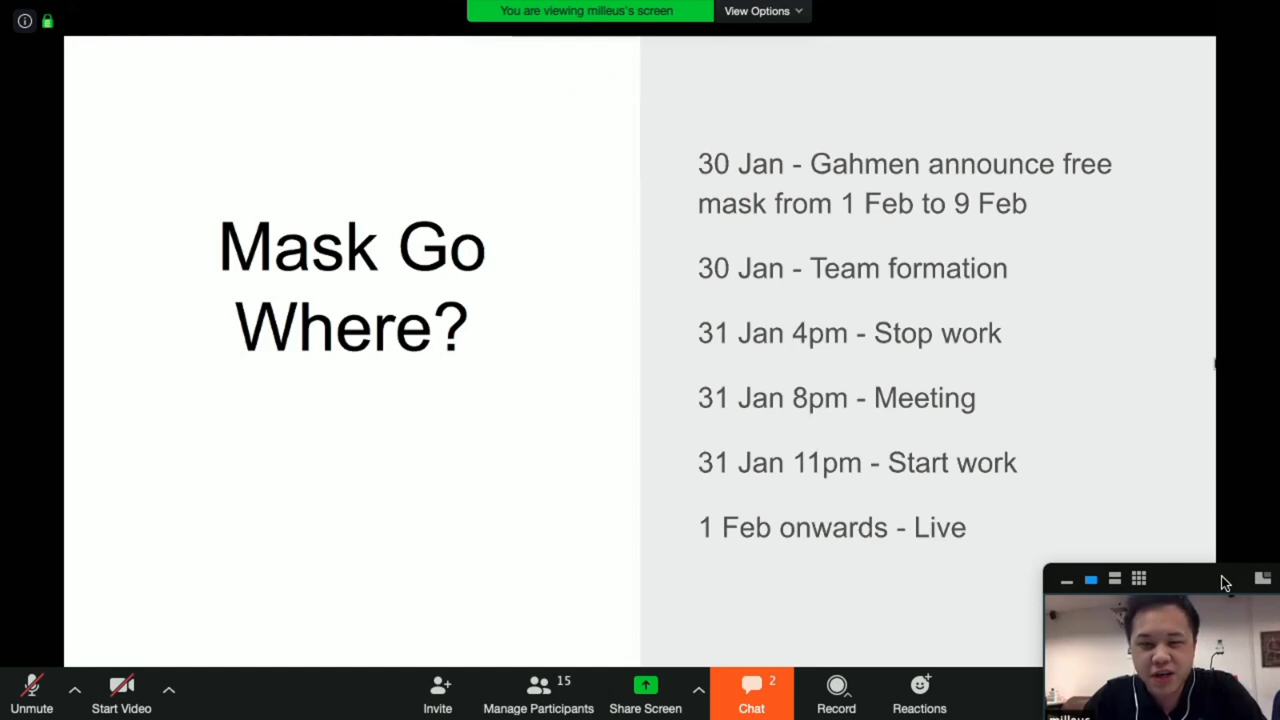 You are viewing milleus's screen
View Options
Mask Go
Where?
30 Jan - Gahmen announce free
mask from 1 Feb to 9 Feb
30 Jan - Team formation
31 Jan 4pm - Stop work
31 Jan 8pm - Meeting
31 Jan 11pm - Start work
1 Feb onwards - Live
Unmute
Start Video
Invite
15
Manage Participants
Share Screen
2
Chat
Record
Reactions
milleus